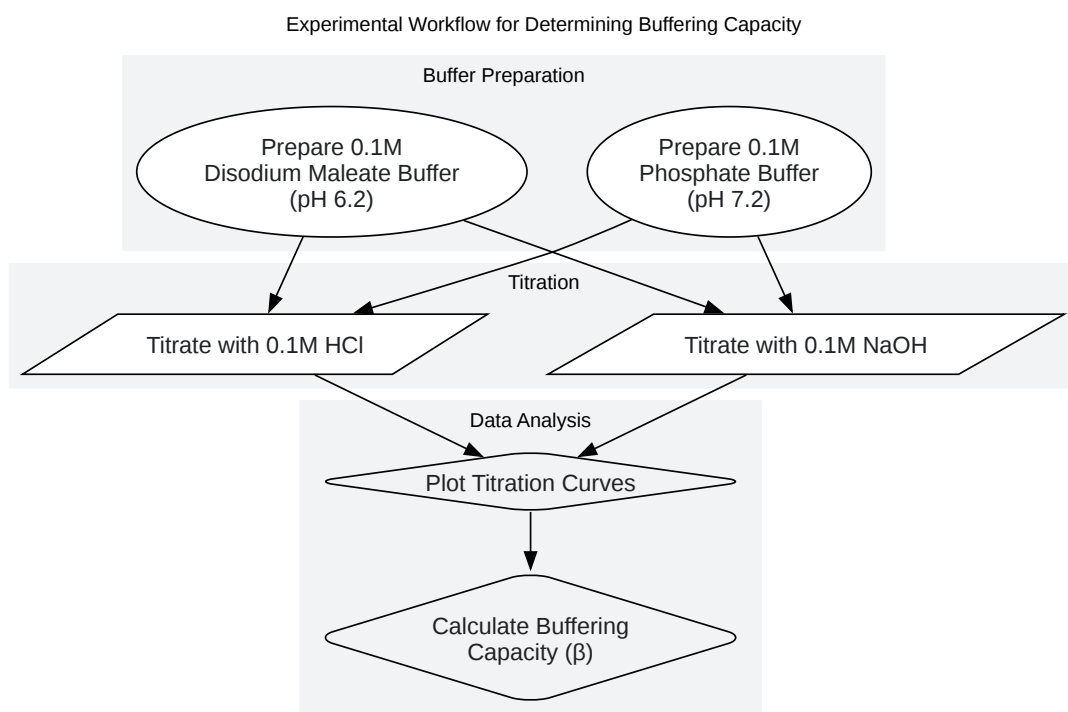 Experimental Workflow for Determining Buffering Capacity
Buffer Preparation
Prepare 0.1M
Disodium Maleate Buffer
(pH 6.2)
Prepare 0.1M
Phosphate Buffer
(pH 7.2)
Titration
Titrate with 0.1M HCl
Titrate with 0.1M NaOH
Data Analysis
Plot Titration Curves
Calculate Buffering
Capacity (β)